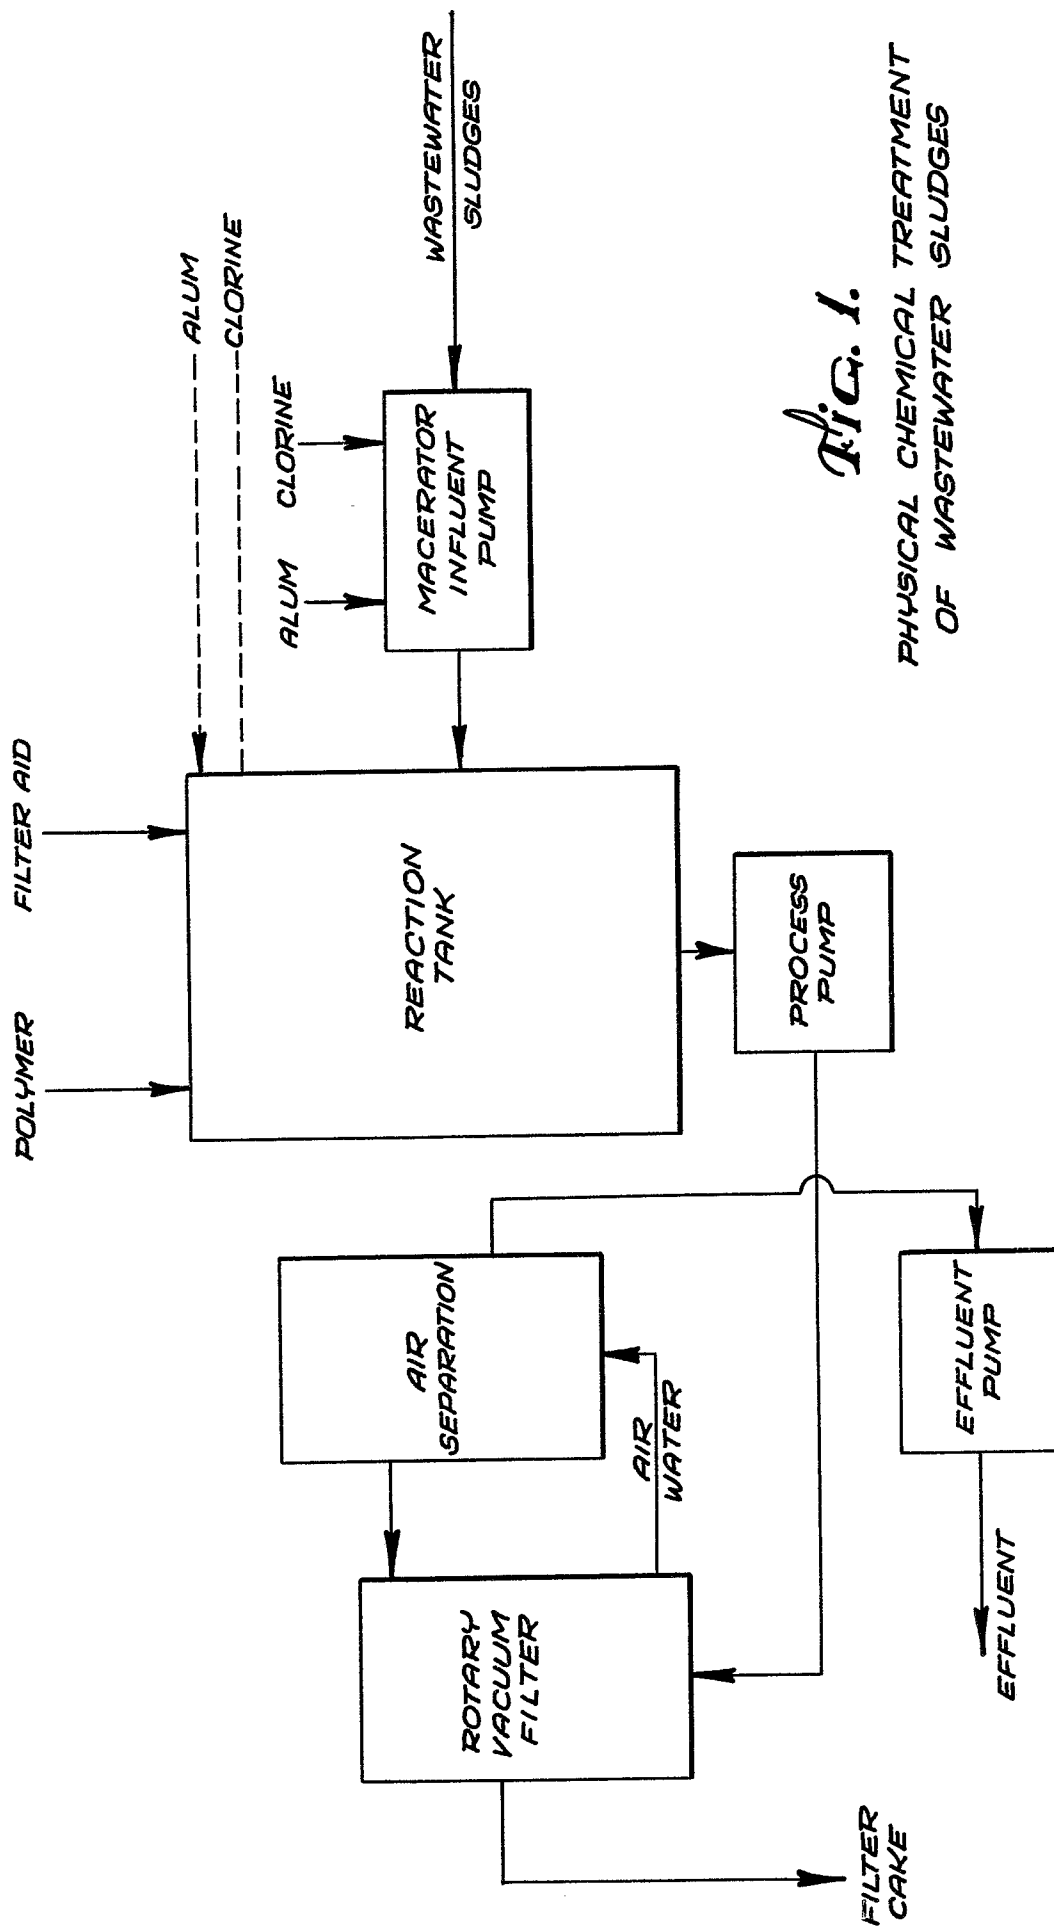 WASTEWATER
SLUDGES
ALUM
CLORINE
CLORINE
ALUM
MACERATOR
INFLUENT
PUMP
FILTER AID
POLYMER
REACTION
TANK
PROCESS
PUMP
AIR
SEPARATION
AIR
WATER
ROTARY
VACUUM
FILTER
EFFLUENT
PUMP
EFFLUENT
FILTER
CAKE
Fig. 1.
PHYSICAL CHEMICAL TREATMENT
OF WASTEWATER SLUDGES